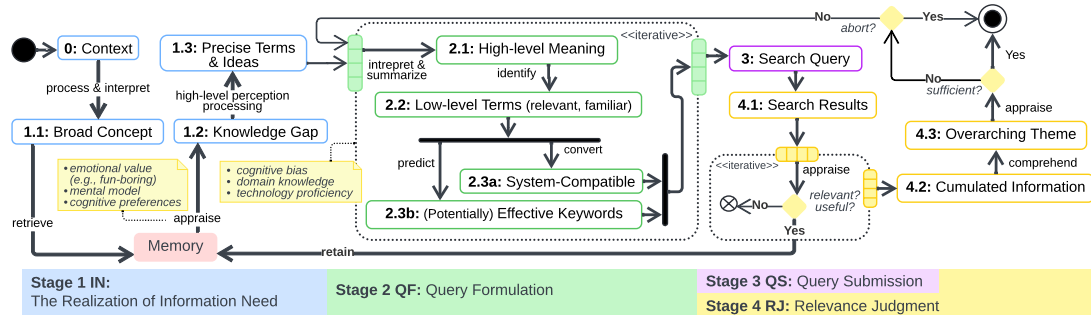 No
Yes
abort?
0: Context
1.3: Precise Terms
& Ideas
<<iterative>>
2.1: High-level Meaning
intrepret &
summarize
identify
3: Search Query
Yes
No
sufficient?
process & interpret
high-level perception
processing
2.2: Low-level Terms (relevant, familiar)
4.1: Search Results
appraise
1.1: Broad Concept
1.2: Knowledge Gap
4.3: Overarching Theme
predict
convert
<<iterative>>
appraise
comprehend
• emotional value
(e.g., fun-boring)
• mental model
• cognitive preferences
• cognitive bias
• domain knowledge
• technology proficiency
2.3a: System-Compatible
relevant?
useful?
4.2: Cumulated Information
No
2.3b: (Potentially) Effective Keywords
retrieve
appraise
Yes
Memory
retain
Stage 1 IN:
The Realization of Information Need
Stage 2 QF: Query Formulation
Stage 3 QS: Query Submission
Stage 4 RJ: Relevance Judgment